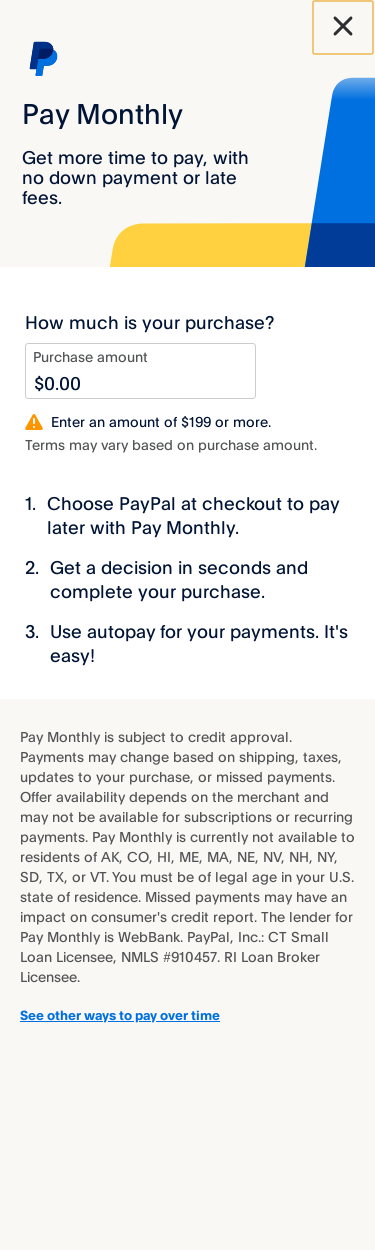 Pay Monthly
Get more time to pay, with
no down payment or late
fees.
How much is your purchase?
Purchase amount
$0.00
Enter an amount of $199 or more.
Terms may vary based on purchase amount.
1. Choose PayPal at checkout to pay
later with Pay Monthly.
2. Get a decision in seconds and
complete your purchase.
3. Use autopay for your payments. It's
easy!
Pay Monthly is subject to credit approval.
Payments may change based on shipping, taxes,
updates to your purchase, or missed payments.
Offer availability depends on the merchant and
may not be available for subscriptions or recurring
payments. Pay Monthly is currently not available to
residents of AK, CO, HI, ME, MA, NE, NV, NH, NY,
SD, TX, or VT. You must be of legal age in your U.S.
state of residence. Missed payments may have an
impact on consumer's credit report. The lender for
Pay Monthly is WebBank. PayPal, Inc.: CT Small
Loan Licensee, NMLS #910457. RI Loan Broker
Licensee.
See other ways to pay over time